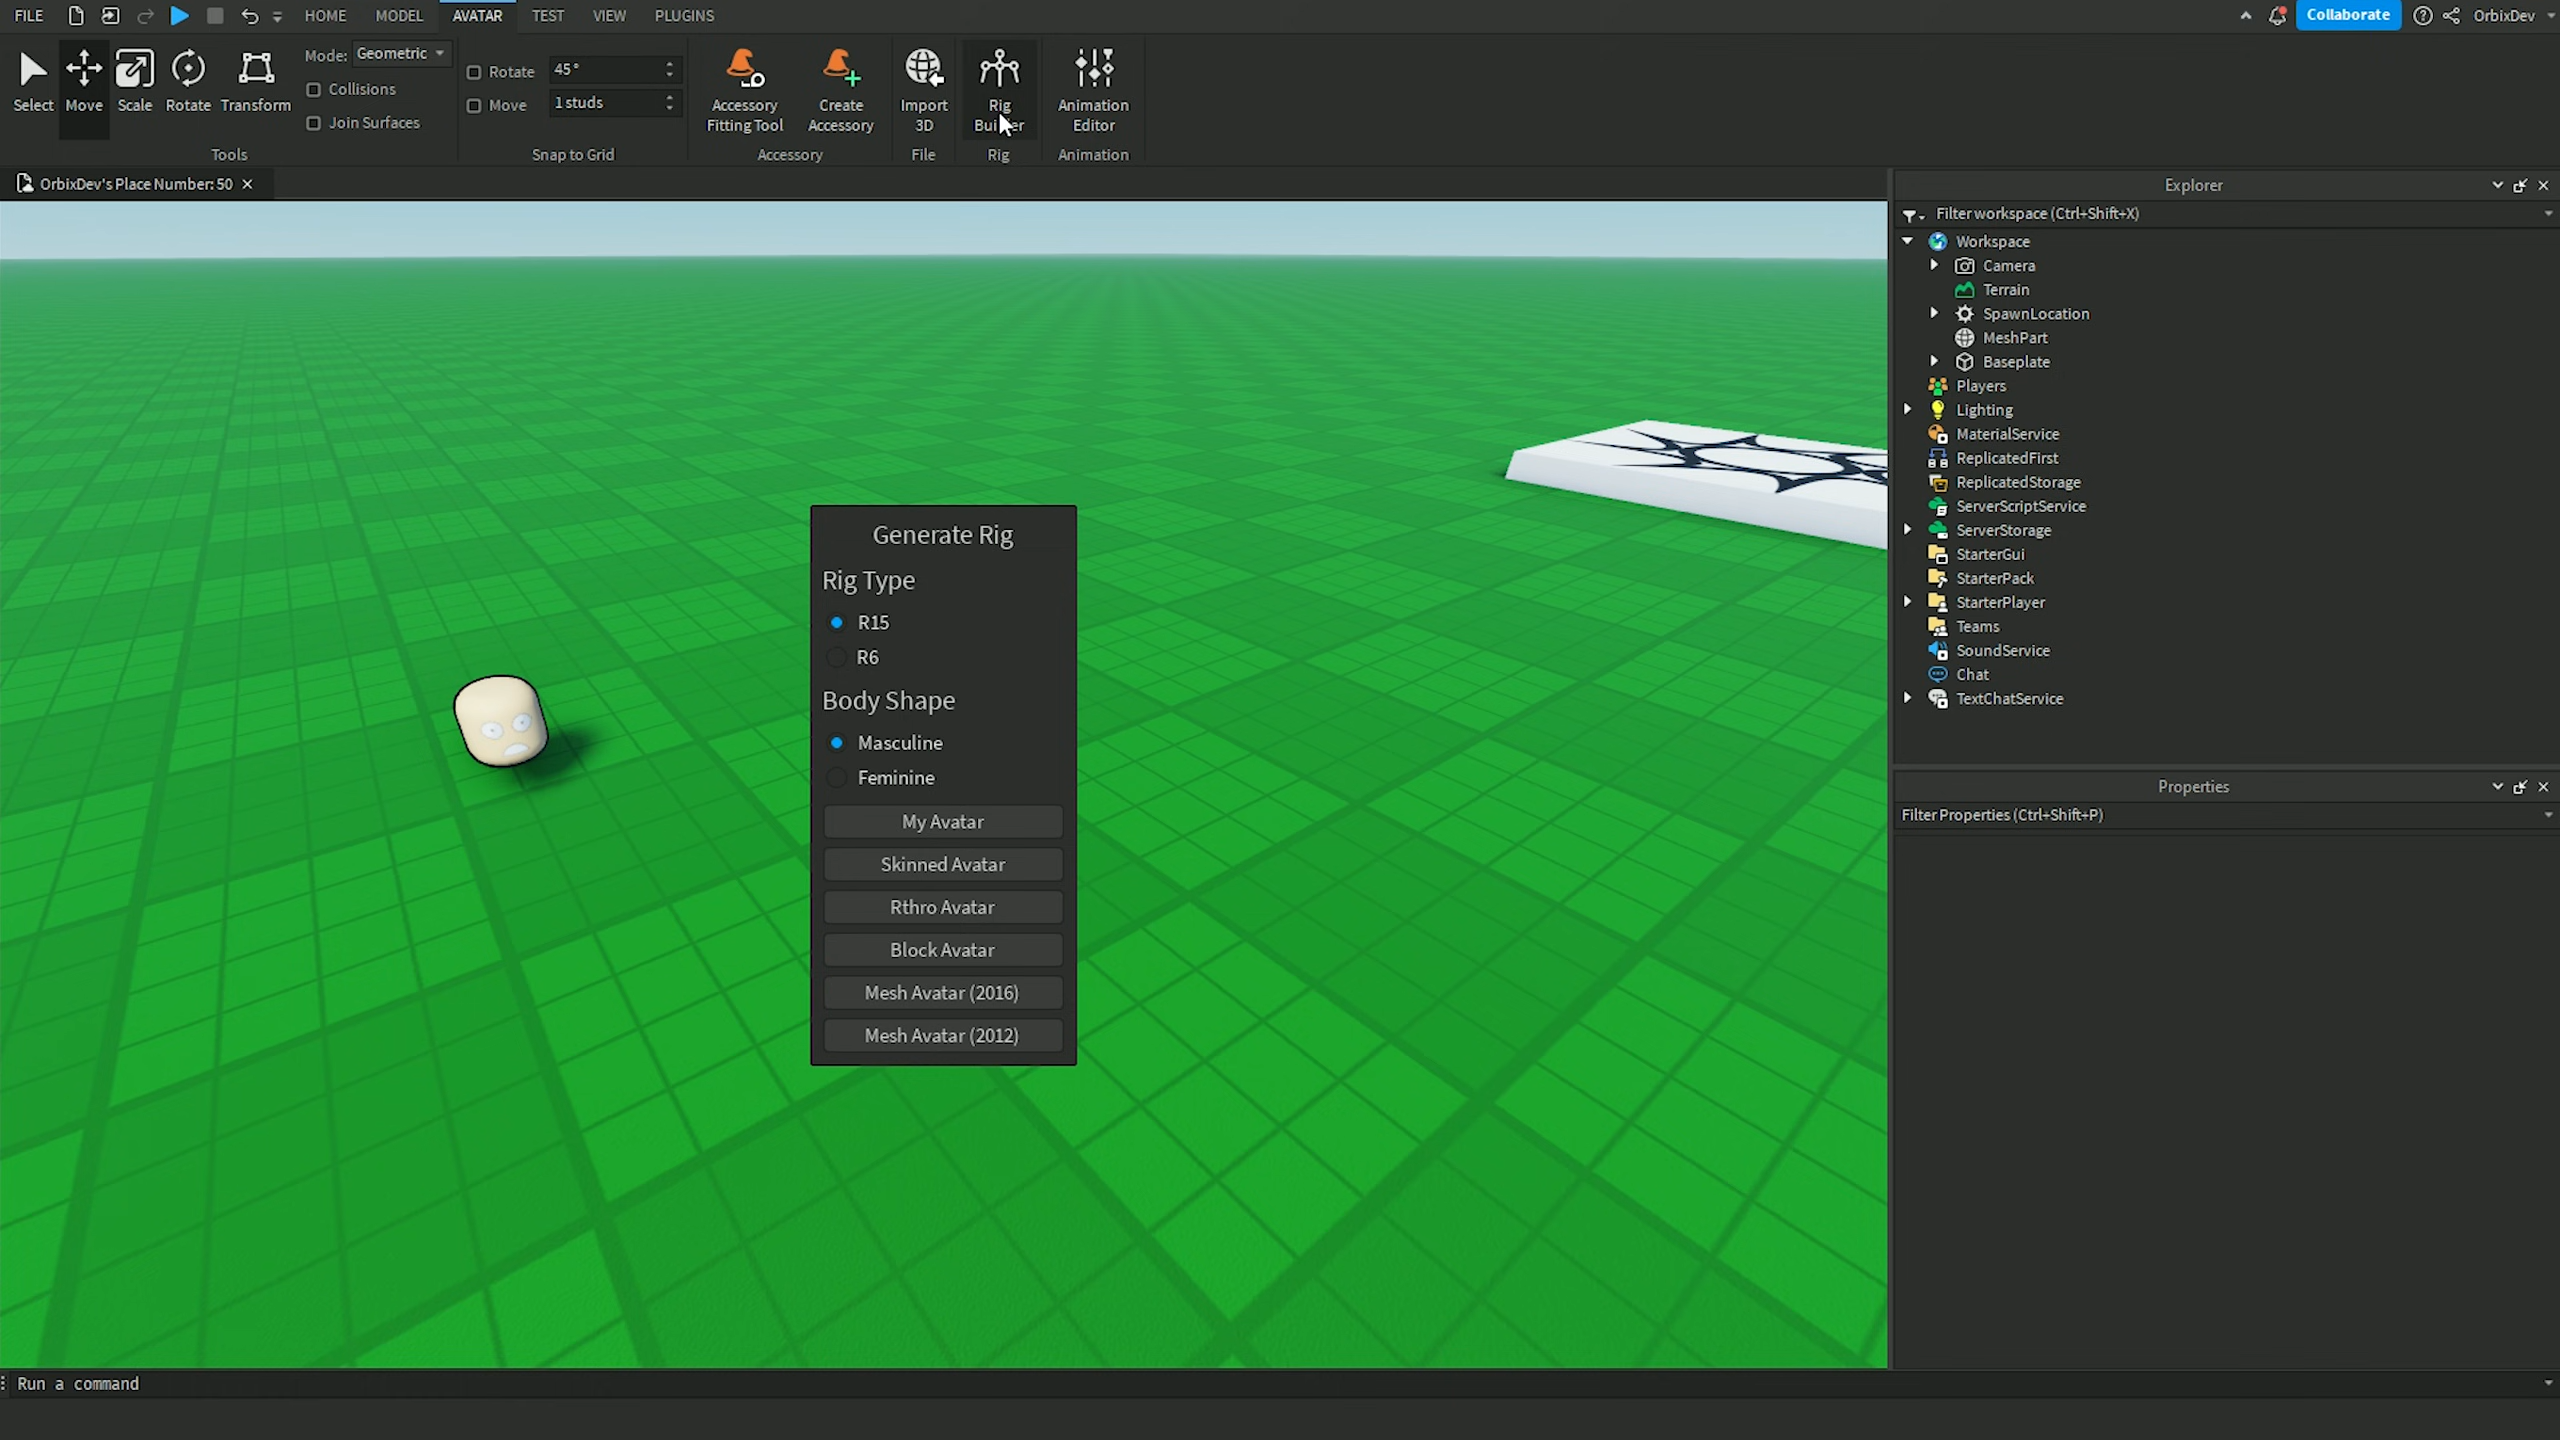 FILE HOME MODEL AVATAR TEST VIEW PLUGINS Collaborate OrbixDev
Select Move Scale Rotate Transform
Mode: Geometric
Collisions
Join Surfaces
Tools
Rotate 45°
Move 1 studs
Snap to Grid
Accessory
Fitting Tool
Create
Accessory
Accessory
Import
3D
File
Rig
Builder
Rig
Animation
Editor
Animation
OrbixDev's Place Number: 50
Generate Rig
Rig Type
R15
R6
Body Shape
Masculine
Feminine
My Avatar
Skinned Avatar
Rthro Avatar
Block Avatar
Mesh Avatar (2016)
Mesh Avatar (2012)
Explorer
Filter workspace (Ctrl+Shift+X)
Workspace
Camera
Terrain
SpawnLocation
MeshPart
Baseplate
Players
Lighting
MaterialService
ReplicatedFirst
ReplicatedStorage
ServerScriptService
ServerStorage
StarterGui
StarterPack
StarterPlayer
Teams
SoundService
Chat
TextChatService
Properties
Filter Properties (Ctrl+Shift+P)
Run a command